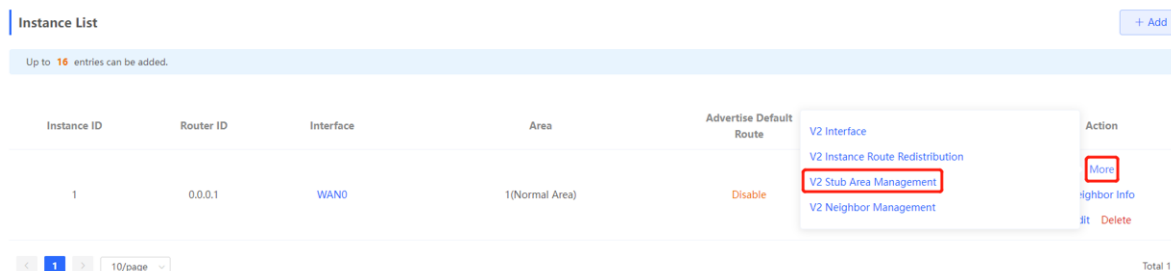 Instance List
+ Add
Up to 16 entries can be added.
Instance ID Router ID Interface Area Advertise Default Route Action
V2 Interface
V2 Instance Route Redistribution
V2 Stub Area Management
V2 Neighbor Management
1 0.0.0.1 WAN0 1(Normal Area) Disable
More
eighbor Info
dit Delete
< 1 > 10/page
Total 1